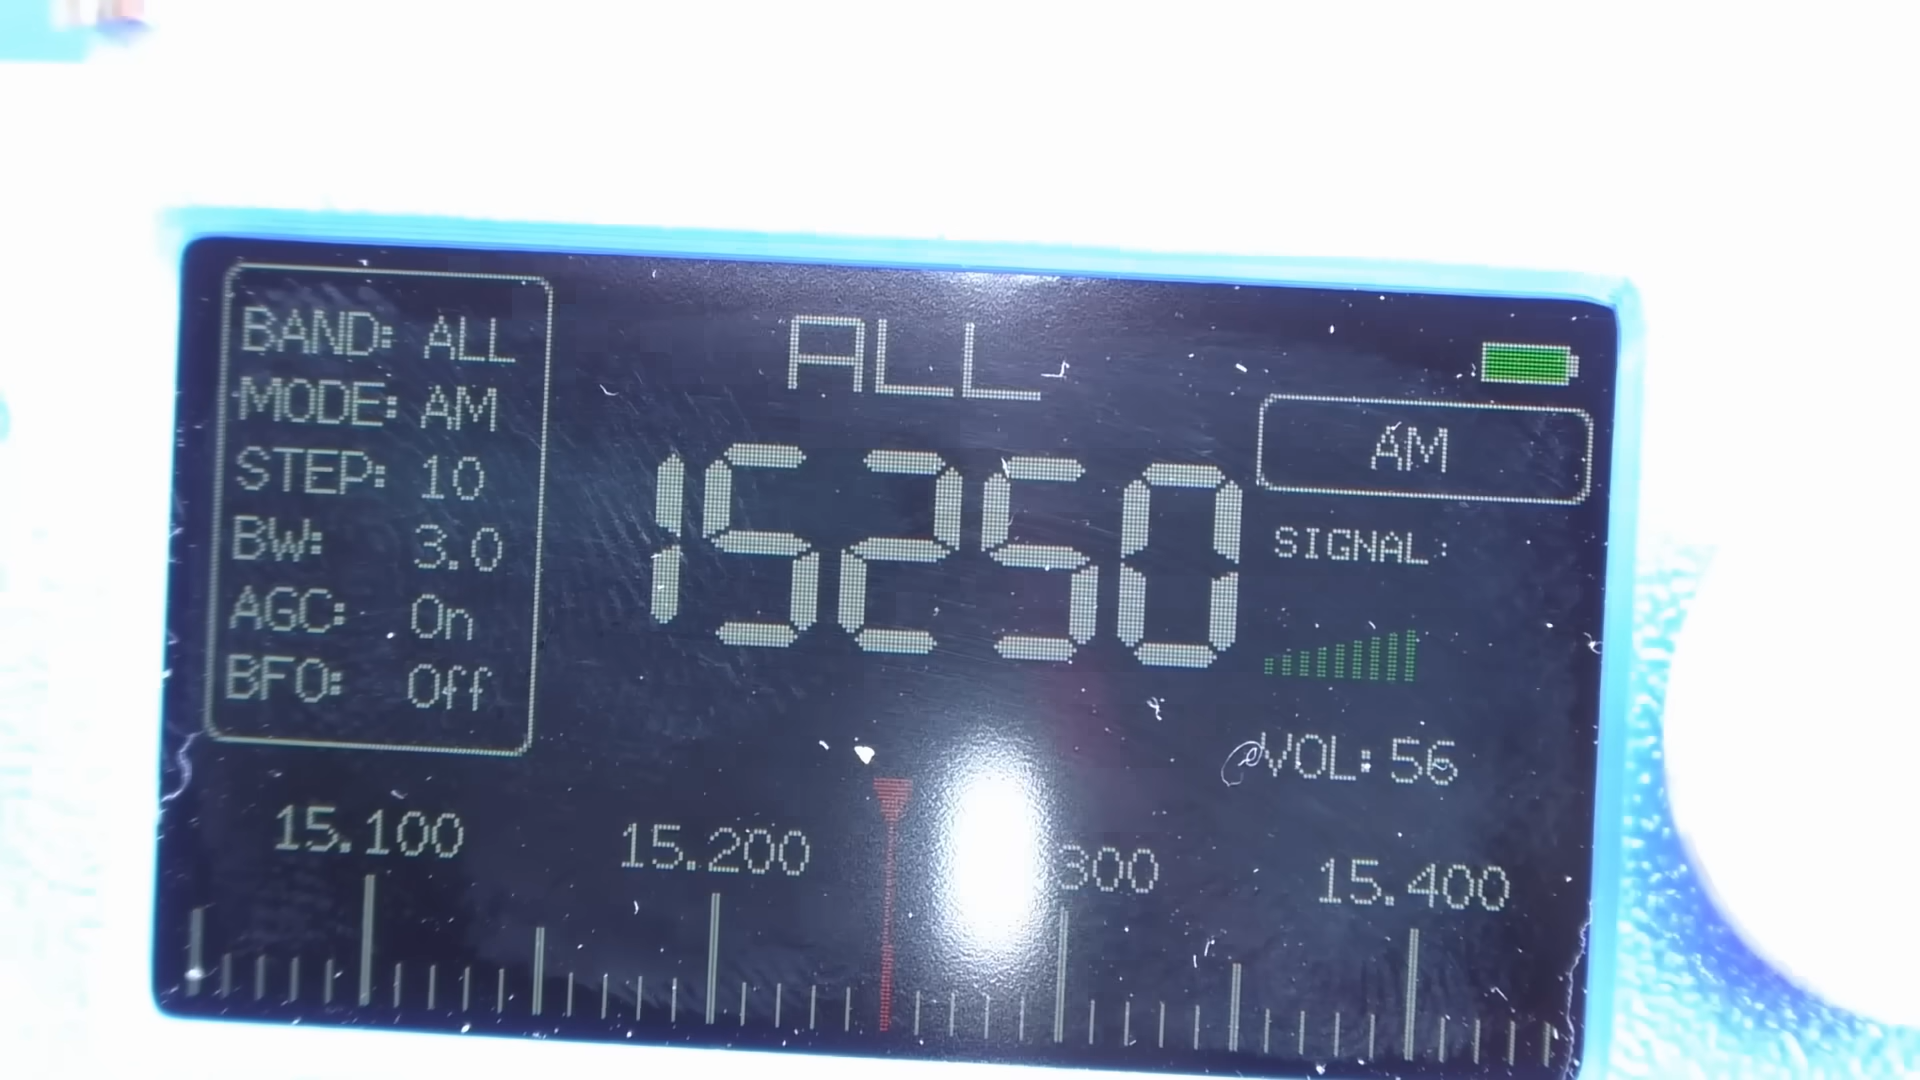 BAND: ALL
MODE: AM
STEP: 10
BW: 3.0
AGC: On
BFO: Off
ALL
15250
AM
SIGNAL:
VOL: 56
15.100 15.200 300 15.400